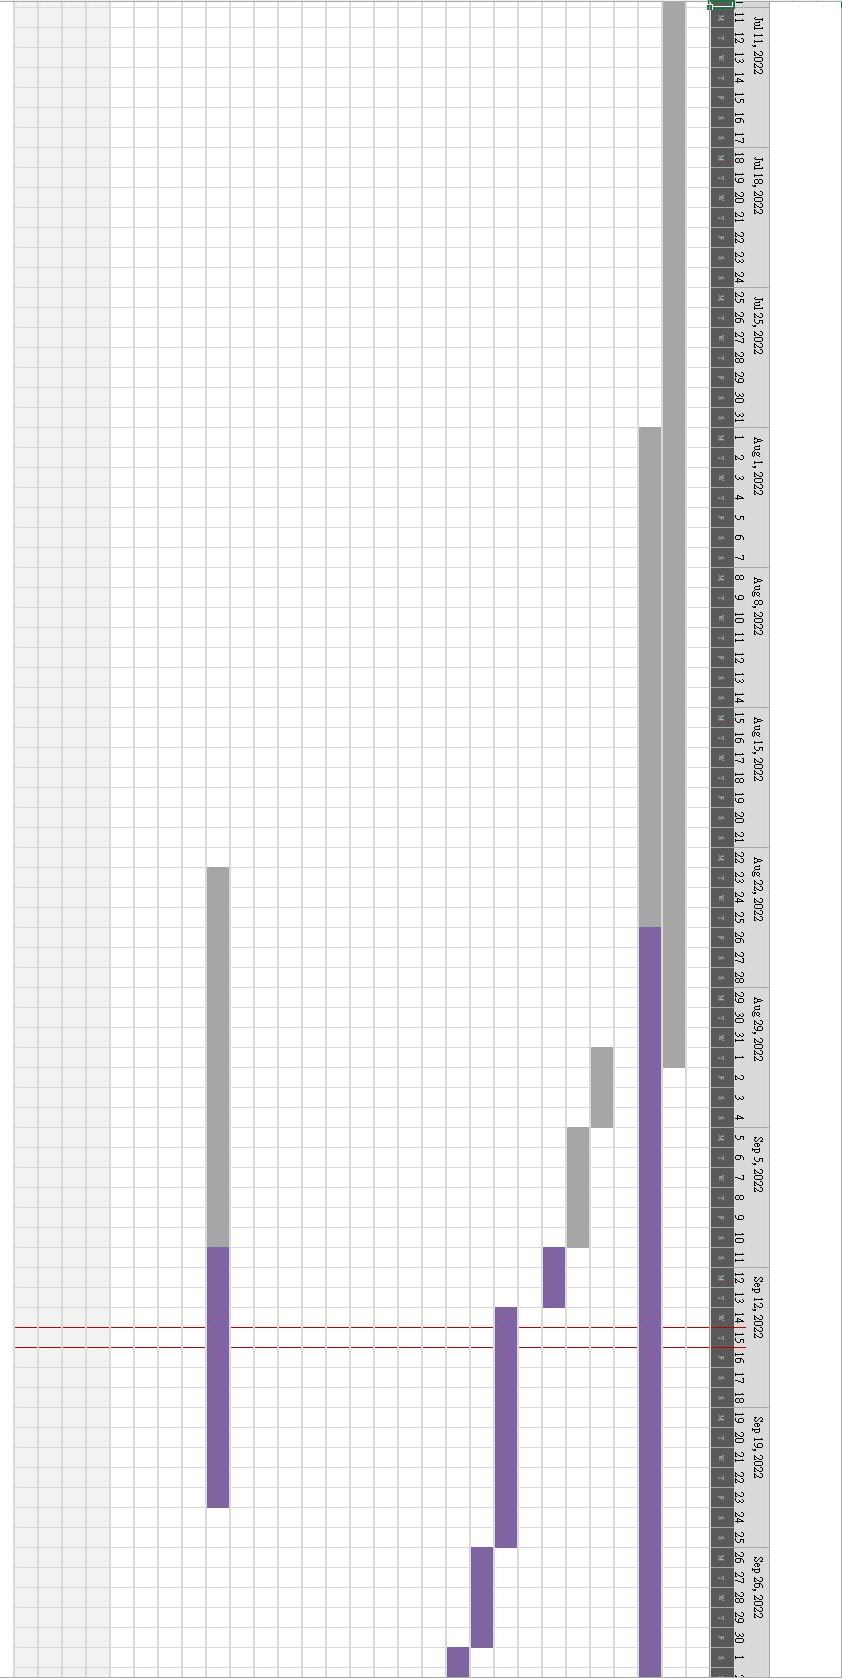 Jul 11, 2022 Jul 18, 2022 Jul 25, 2022 Aug 1, 2022 Aug 8, 2022 Aug 15, 2022 Aug 22, 2022 Aug 29, 2022 Sep 5, 2022 Sep 12, 2022 Sep 19, 2022 Sep 26, 2022
11 12 13 14 15 16 17 18 19 20 21 22 23 24 25 26 27 28 29 30 31 1 2 3 4 5 6 7 8 9 10 11 12 13 14 15 16 17 18 19 20 21 22 23 24 25 26 27 28 29 30 31 1 2 3 4 5 6 7 8 9 10 11 12 13 14 15 16 17 18 19 20 21 22 23 24 25 26 27 28 29 30 1
M T W T F S S M T W T F S S M T W T F S S M T W T F S S M T W T F S S M T W T F S S M T W T F S S M T W T F S S M T W T F S S M T W T F S S M T W T F S S M T W T F S